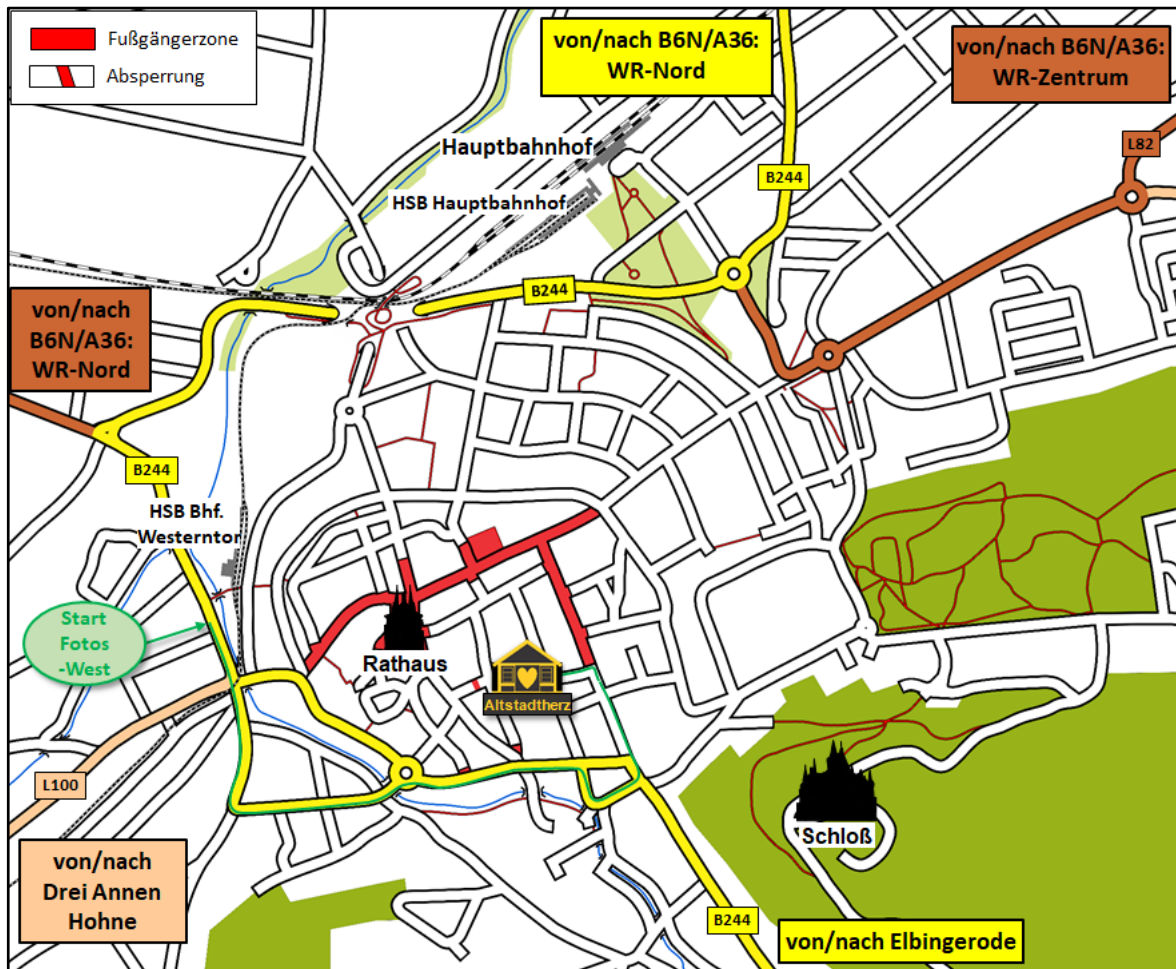 Fußgängerzone
Absperrung
von/nach B6N/A36:
WR-Nord
von/nach B6N/A36:
WR-Zentrum
L82
Hauptbahnhof
B244
HSB Hauptbahnhof
B244
von/nach
B6N/A36:
WR-Nord
B244
HSB Bhf.
Westerntor
Start
Fotos
-West
Rathaus
Altstadtherz
L100
Schloß
von/nach
Drei Annen
Hohne
B244
von/nach Elbingerode